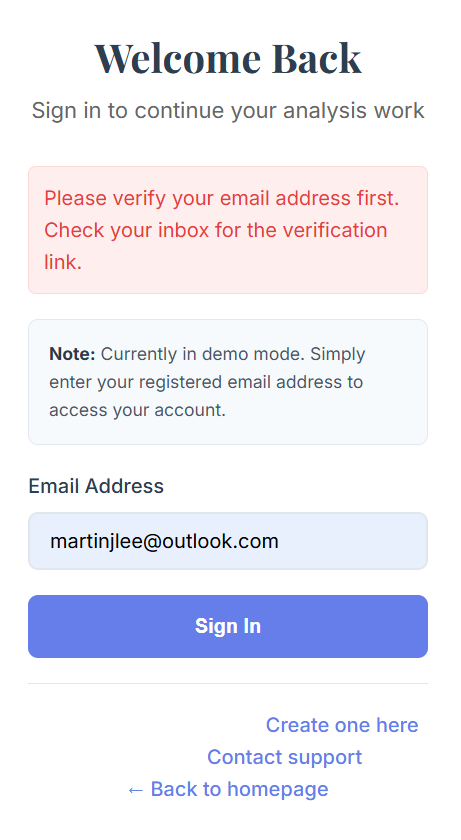 Welcome Back
Sign in to continue your analysis work
Please verify your email address first.
Check your inbox for the verification
link.
Note: Currently in demo mode. Simply
enter your registered email address to
access your account.
Email Address
martinjlee@outlook.com
Sign In
Create one here
Contact support
← Back to homepage